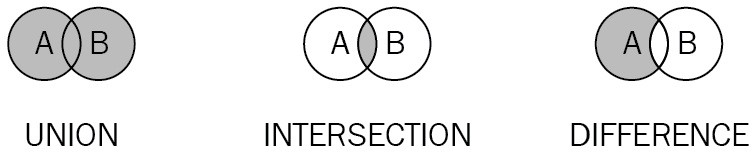 A B A B A B
UNION INTERSECTION DIFFERENCE